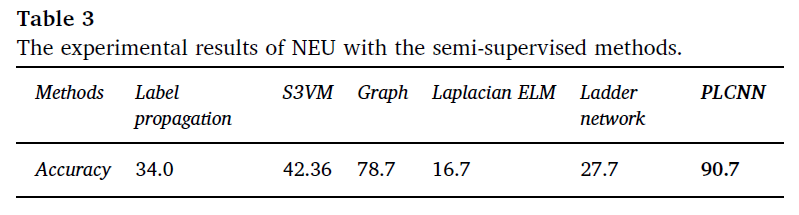 Table 3
The experimental results of NEU with the semi-supervised methods.
Methods Label propagation S3VM Graph Laplacian ELM Ladder network PLCNN
Accuracy 34.0 42.36 78.7 16.7 27.7 90.7